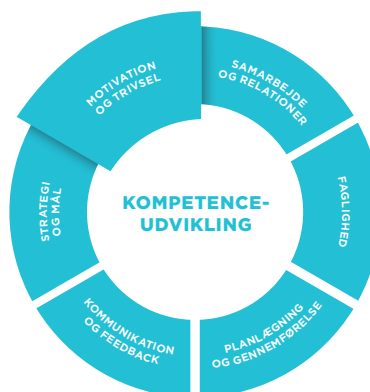 MOTIVATION
OG TRIVSEL
SAMARBEJDE
OG RELATIONER
FAGLIGHED
PLANLÆGNING
OG GENNEMFØRELSE
KOMMUNIKATION
OG FEEDBACK
STRATEGI
OG MÅL
KOMPETENCE-
UDVIKLING